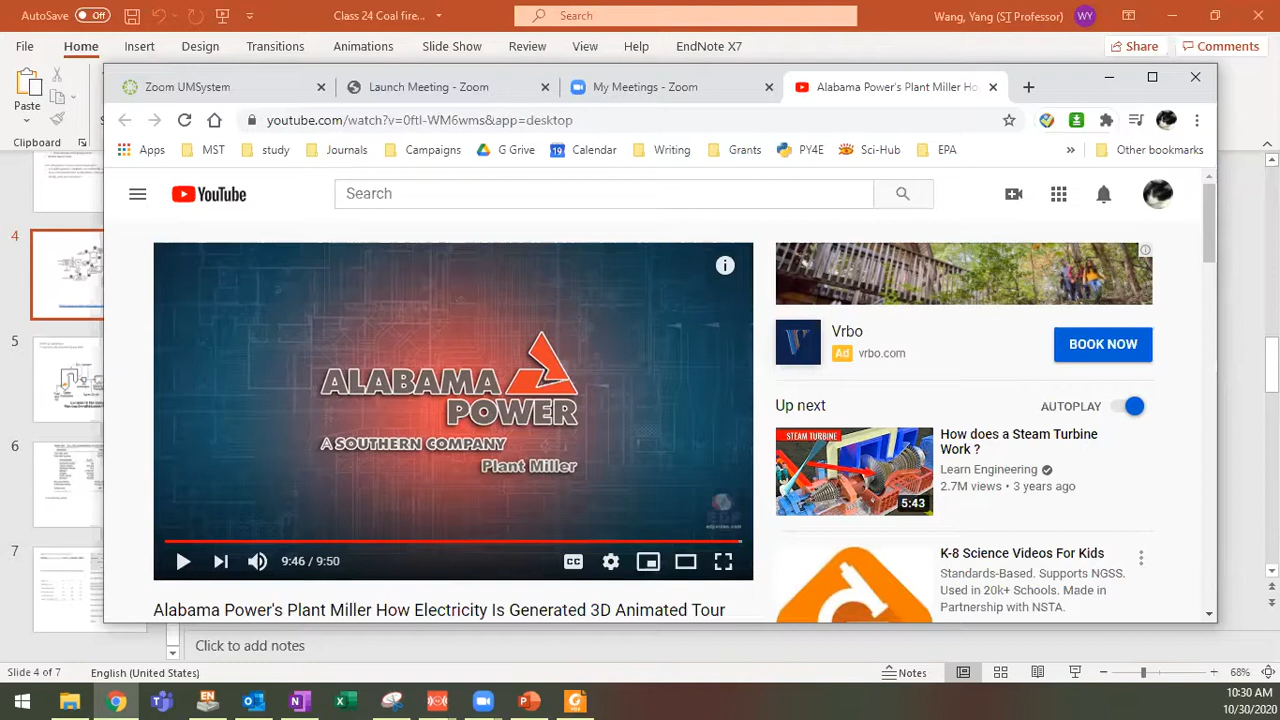 AutoSave Off Class 24 Coal fire... Search Wang, Yang (ST Professor) WY
File Home Insert Design Transitions Animations Slide Show Review View Help EndNote X7 Share Comments
Paste
Clipboard
Zoom UMSystem
Launch Meeting - Zoom
My Meetings - Zoom
Alabama Power's Plant Miller Ho
youtube.com/watch?v=0ftl-WM6wns&app=desktop
Apps MST study Calendar Writing PY4E Sci-Hub EPA » Other bookmarks
YouTube
Search
ALABAMA
POWER
A SOUTHERN COMPANY
Plant Miller
edpvideo.com
9:46 / 9:50
CC
Alabama Power's Plant Miller How Electricity Is Generated 3D Animated Tour
Vrbo
Ad vrbo.com
BOOK NOW
Up next AUTOPLAY
STEAM TURBINE
5:43
How does a Steam Turbine
Work ?
Learn Engineering
2.7M views • 3 years ago
K-8 Science Videos For Kids
Standards-Based. Supports NGSS.
Used in 20k+ Schools. Made in
Partnership with NSTA.
4
5
6
7
Click to add notes
Slide 4 of 7 English (United States) Notes 68%
10:30 AM
10/30/2020